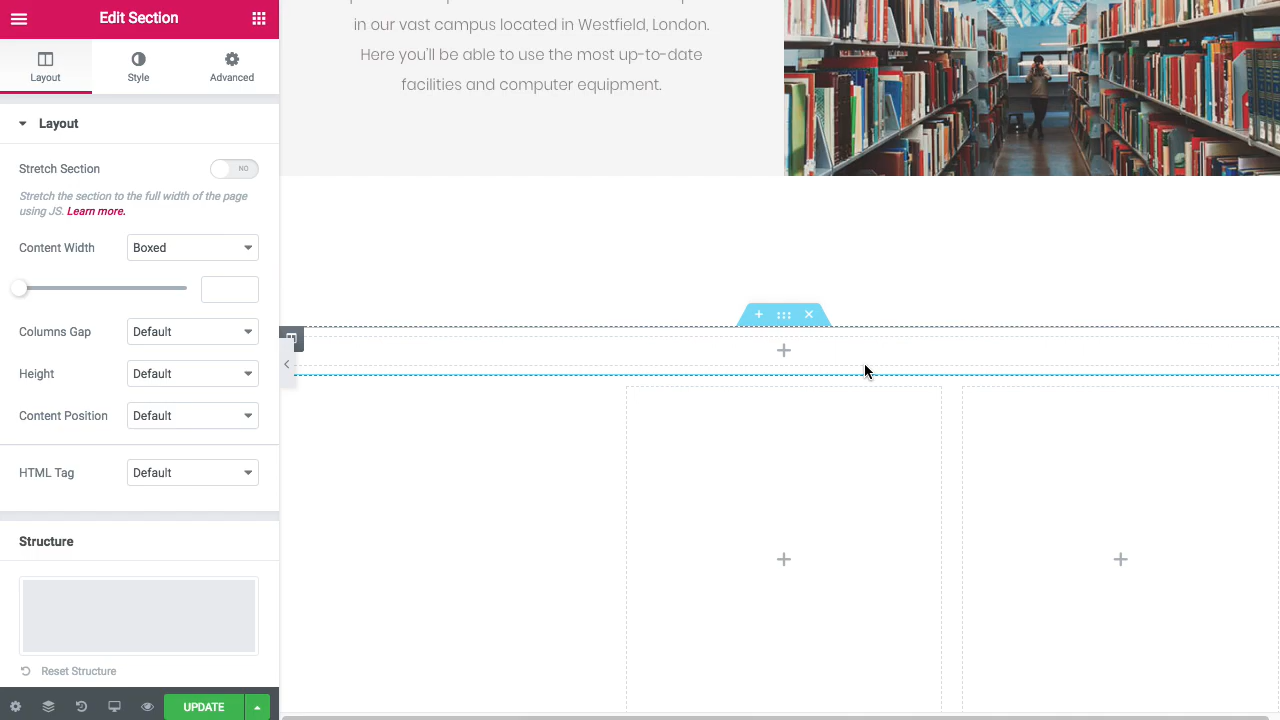 Edit Section
Layout
Style
Advanced
Layout
Stretch Section
NO
Stretch the section to the full width of the page
using JS. Learn more.
Content Width
Boxed
Columns Gap
Default
Height
Default
Content Position
Default
HTML Tag
Default
Structure
Reset Structure
UPDATE
in our vast campus located in Westfield, London.
Here you'll be able to use the most up-to-date
facilities and computer equipment.